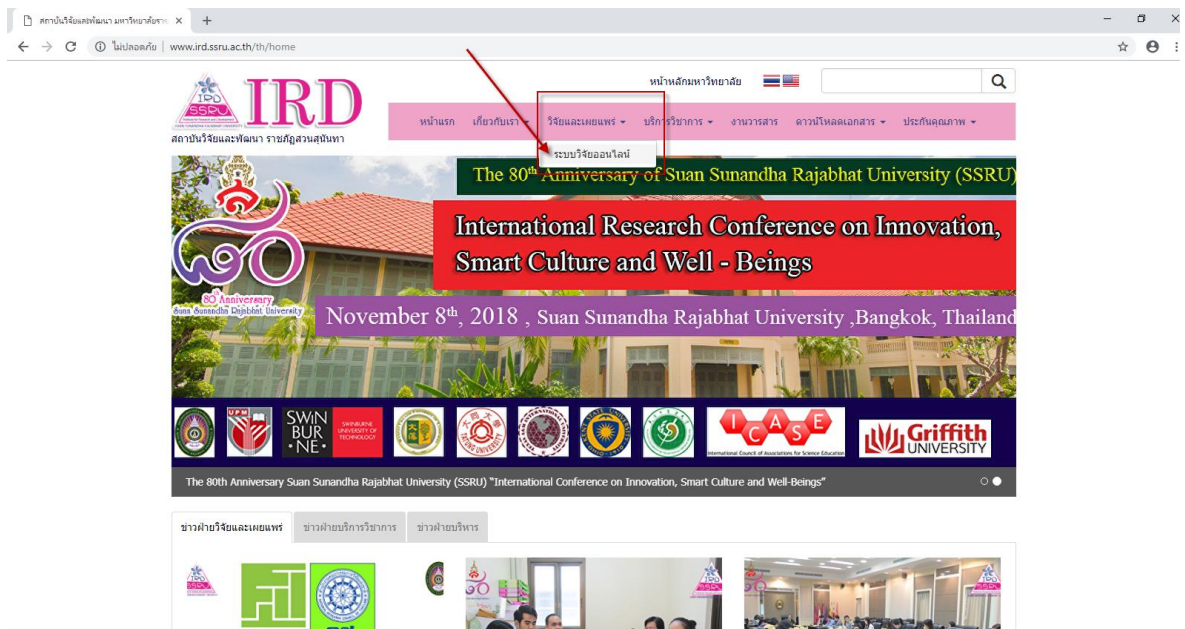 สถาบันวิจัยและพัฒนา มหาวิทยาลัยราช
ไม่ปลอดภัย | www.ird.ssru.ac.th/th/home
หน้าหลักมหาวิทยาลัย
IRD
SSRU
IRD
สถาบันวิจัยและพัฒนา ราชภัฏสวนสุนันทา
หน้าแรก เกี่ยวกับเรา วิจัยและเผยแพร่ บริการวิชาการ งานวารสาร ดาวน์โหลดเอกสาร ประกันคุณภาพ
ระบบวิจัยออนไลน์
The 80th Anniversary of Suan Sunandha Rajabhat University (SSRU)
International Research Conference on Innovation,
Smart Culture and Well - Beings
80th Anniversary
Suan Sunandha Rajabhat University
November 8th, 2018 , Suan Sunandha Rajabhat University ,Bangkok, Thailand
UPM
SWIN
BUR
NE
SWINBURNE
UNIVERSITY OF
TECHNOLOGY
ICASE
International Council of Associations for Science Education
Griffith
UNIVERSITY
The 80th Anniversary Suan Sunandha Rajabhat University (SSRU) "International Conference on Innovation, Smart Culture and Well-Beings"
ข่าวฝ่ายวิจัยและเผยแพร่ ข่าวฝ่ายบริการวิชาการ ข่าวฝ่ายบริหาร